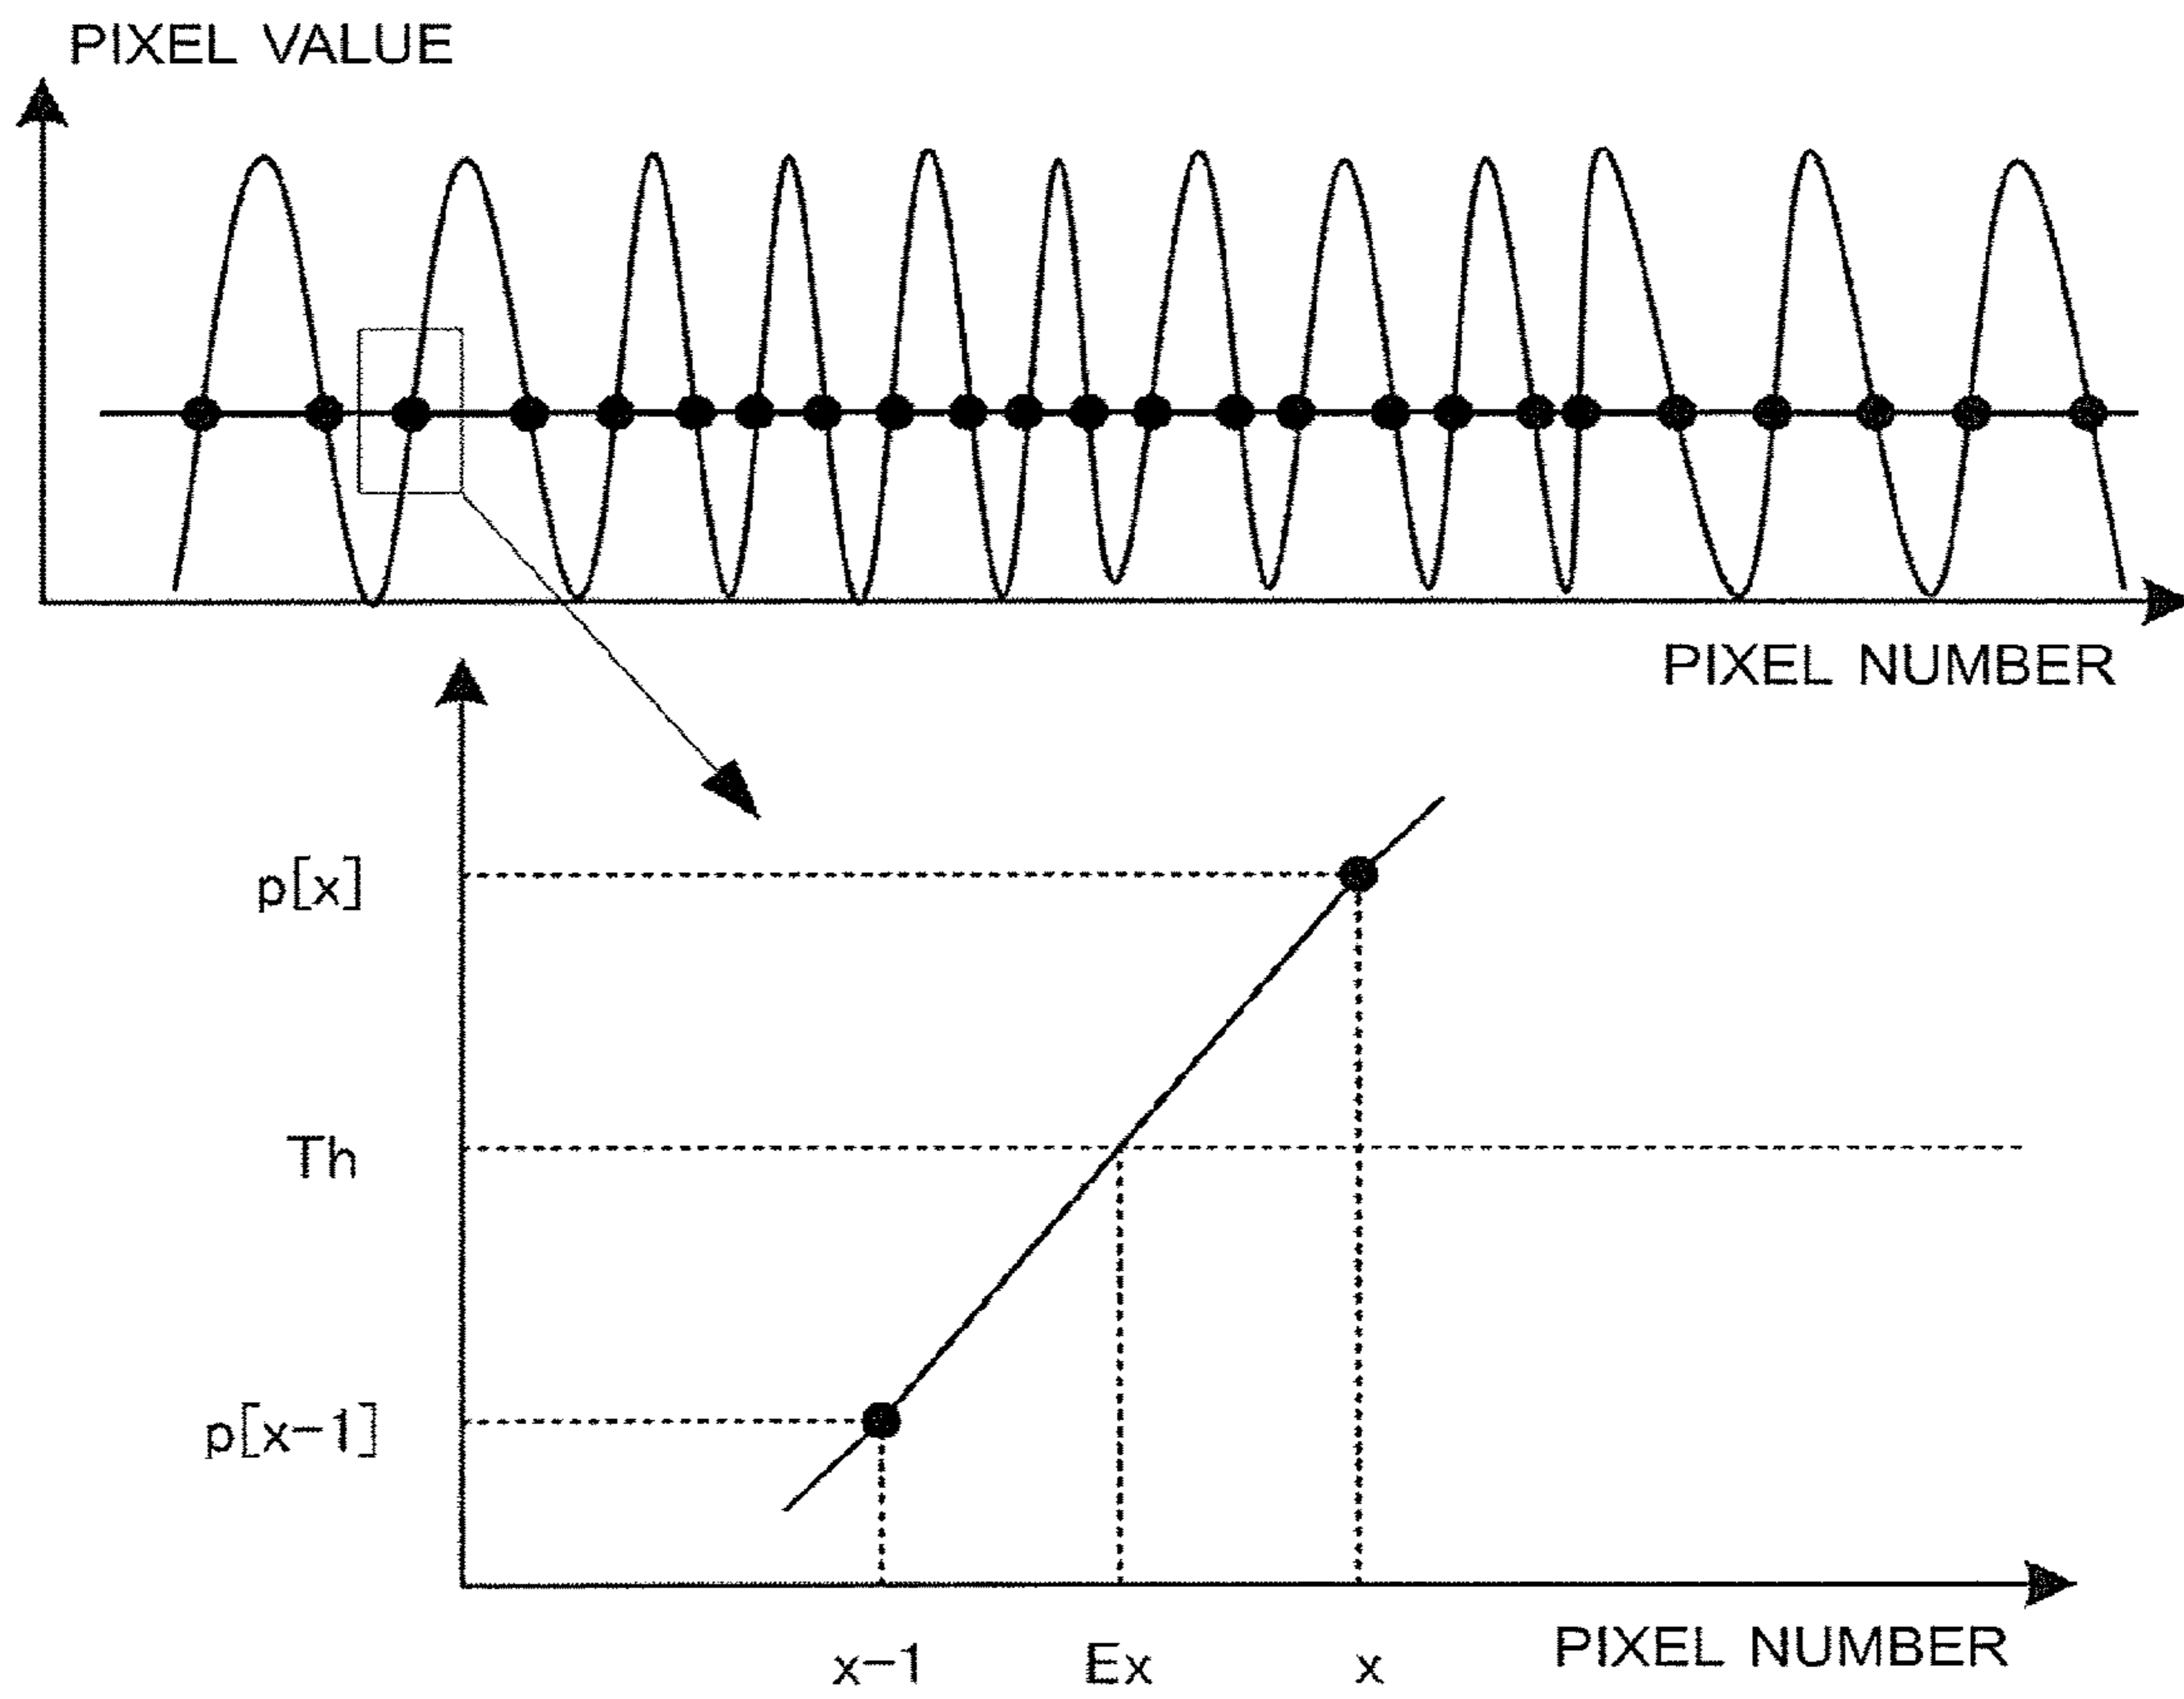 PIXEL VALUE
PIXEL NUMBER
p[x]
Th
p[x-1]
x-1
Ex
x
PIXEL NUMBER